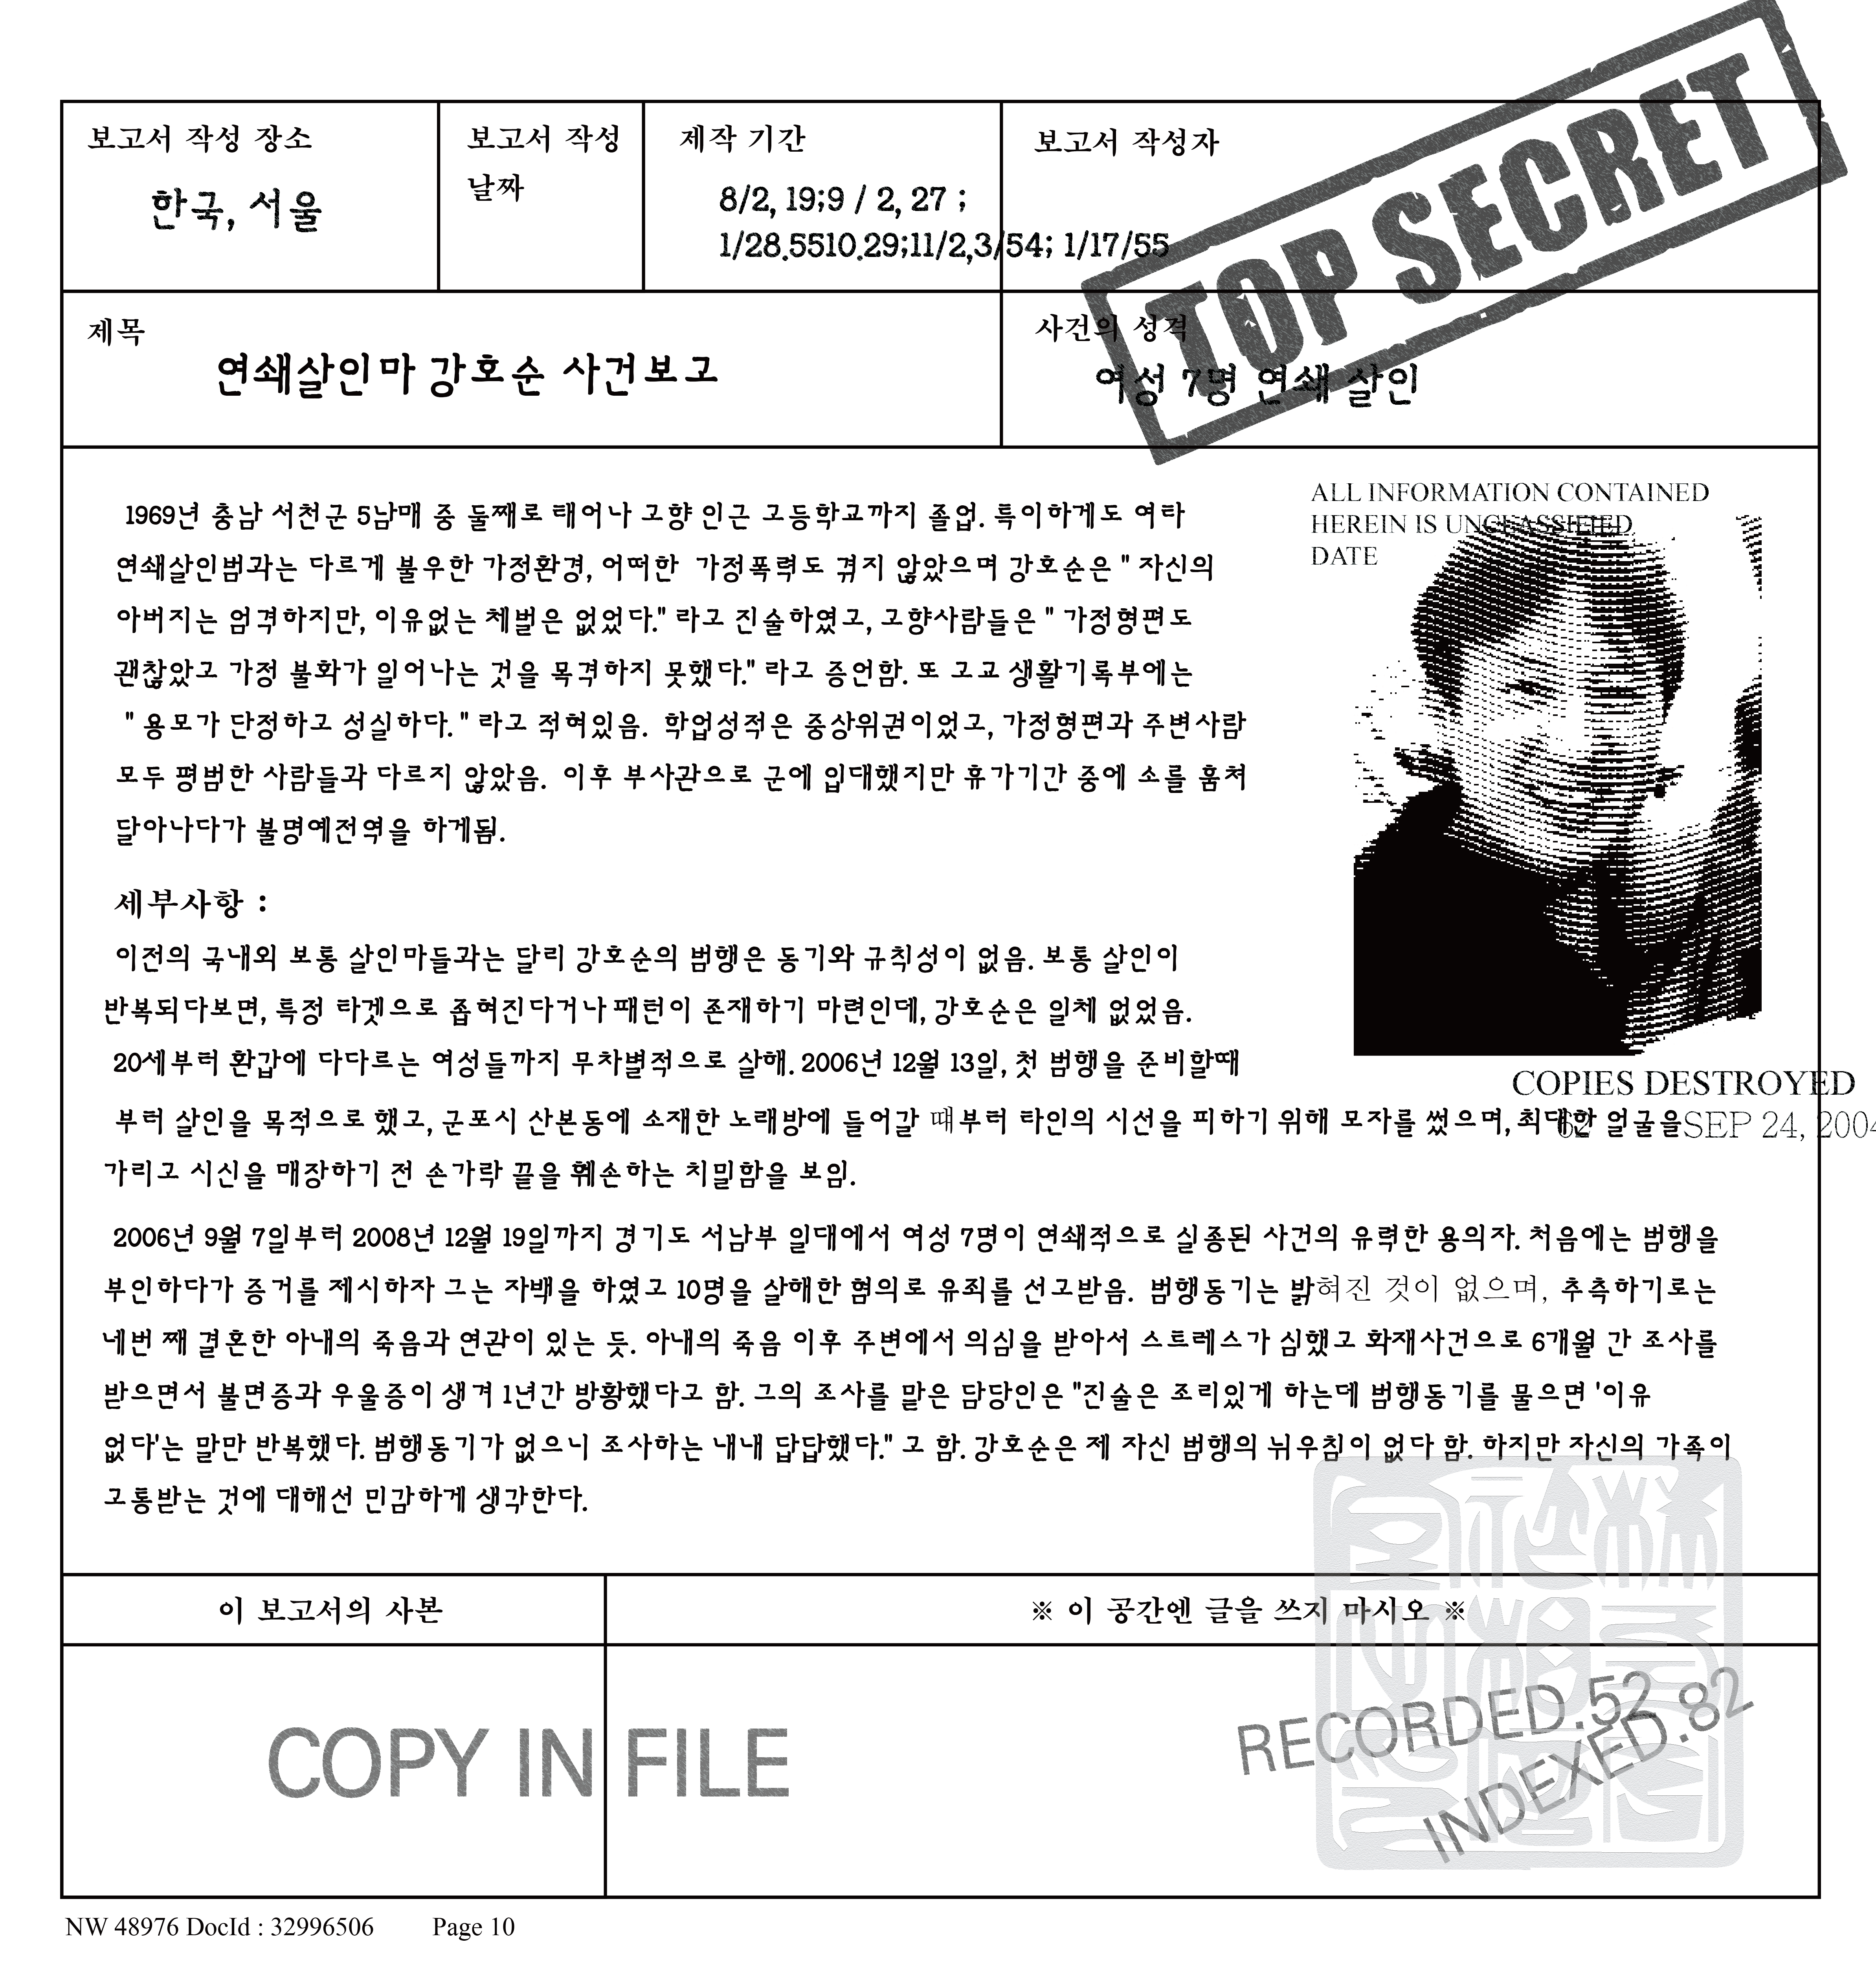 TOP SECRET
보고서 작성 장소
한국, 서울
보고서 작성
날짜
제작 기간
8/2, 19;9 / 2, 27 ;
1/28.5510.29;11/2,3/54; 1/17/55
보고서 작성자
제목
연쇄살인마 강호순 사건보고
사건의 성격
여성 7명 연쇄 살인
ALL INFORMATION CONTAINED
HEREIN IS UNCLASSIFIED
DATE
1969년 충남 서천군 5남매 중 둘째로 태어나 고향 인근 고등학교까지 졸업. 특이하게도 여타
연쇄살인범과는 다르게 불우한 가정환경, 어떠한 가정폭력도 겪지 않았으며 강호순은 " 자신의
아버지는 엄격하지만, 이유없는 체벌은 없었다." 라고 진술하였고, 고향사람들은 " 가정형편도
괜찮았고 가정 불화가 일어나는 것을 목격하지 못했다." 라고 증언함. 또 고교 생활기록부에는
" 용모가 단정하고 성실하다. " 라고 적혀있음. 학업성적은 중상위권이었고, 가정형편과 주변사람
모두 평범한 사람들과 다르지 않았음. 이후 부사관으로 군에 입대했지만 휴가기간 중에 소를 훔쳐
달아나다가 불명예전역을 하게됨.
세부사항 :
이전의 국내외 보통 살인마들과는 달리 강호순의 범행은 동기와 규칙성이 없음. 보통 살인이
반복되다보면, 특정 타겟으로 좁혀진다거나 패턴이 존재하기 마련인데, 강호순은 일체 없었음.
20세부터 환갑에 다다르는 여성들까지 무차별적으로 살해. 2006년 12월 13일, 첫 범행을 준비할때
부터 살인을 목적으로 했고, 군포시 산본동에 소재한 노래방에 들어갈 때부터 타인의 시선을 피하기 위해 모자를 썼으며, 최대한 얼굴을
가리고 시신을 매장하기 전 손가락 끝을 훼손하는 치밀함을 보임.
COPIES DESTROYED
62 SEP 24, 2004
2006년 9월 7일부터 2008년 12월 19일까지 경기도 서남부 일대에서 여성 7명이 연쇄적으로 실종된 사건의 유력한 용의자. 처음에는 범행을
부인하다가 증거를 제시하자 그는 자백을 하였고 10명을 살해한 혐의로 유죄를 선고받음. 범행동기는 밝혀진 것이 없으며, 추측하기로는
네번 째 결혼한 아내의 죽음과 연관이 있는 듯. 아내의 죽음 이후 주변에서 의심을 받아서 스트레스가 심했고 화재사건으로 6개월 간 조사를
받으면서 불면증과 우울증이 생겨 1년간 방황했다고 함. 그의 조사를 맡은 담당인은 "진술은 조리있게 하는데 범행동기를 물으면 '이유
없다'는 말만 반복했다. 범행동기가 없으니 조사하는 내내 답답했다." 고 함. 강호순은 제 자신 범행의 뉘우침이 없다 함. 하지만 자신의 가족이
고통받는 것에 대해선 민감하게 생각한다.
이 보고서의 사본
※ 이 공간엔 글을 쓰지 마시오 ※
COPY IN FILE
RECORDED.52
INDEXED.82
NW 48976 DocId : 32996506 Page 10